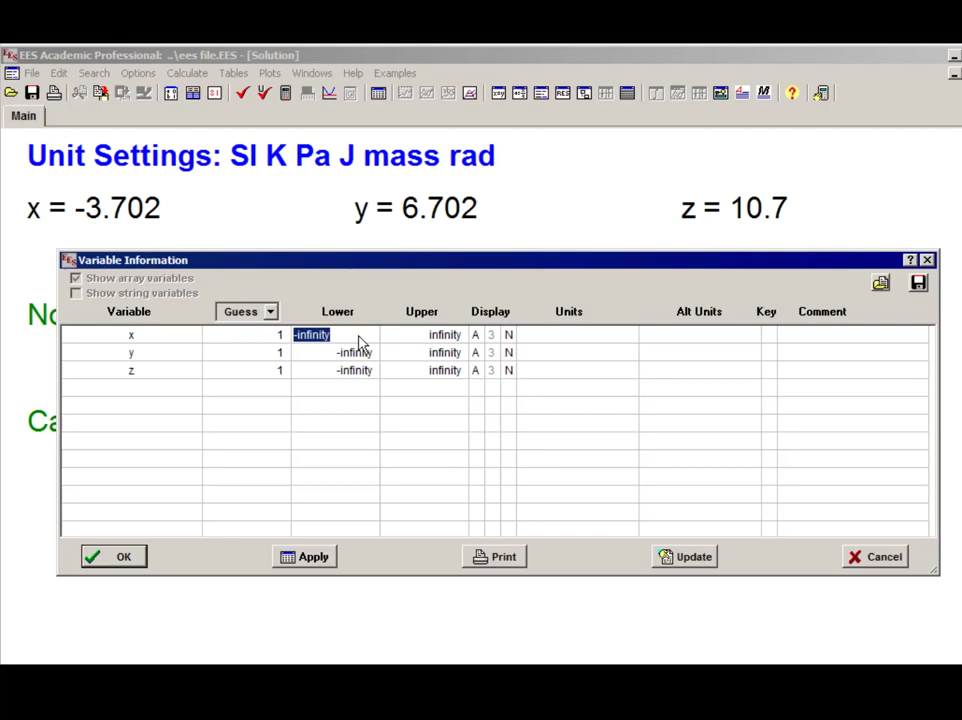 EES Academic Professional: ..\ees file.EES - [Solution]
File Edit Search Options Calculate Tables Plots Windows Help Examples
Main
Unit Settings: SI K Pa J mass rad
x = -3.702 y = 6.702 z = 10.7
Variable Information
Show array variables
Show string variables
Variable Guess Lower Upper Display Units Alt Units Key Comment
No
x 1 -infinity infinity A 3 N
y 1 -infinity infinity A 3 N
z 1 -infinity infinity A 3 N
Ca
OK Apply Print Update Cancel